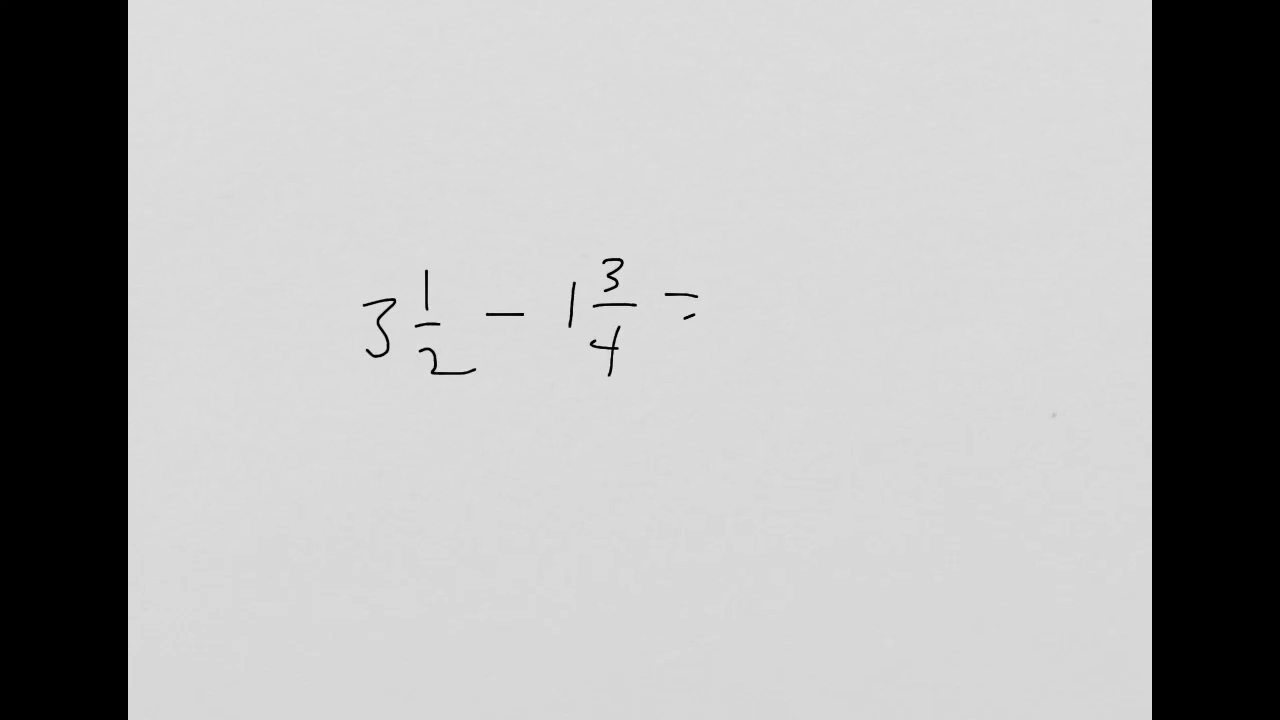 3 1/2 - 1 3/4 =